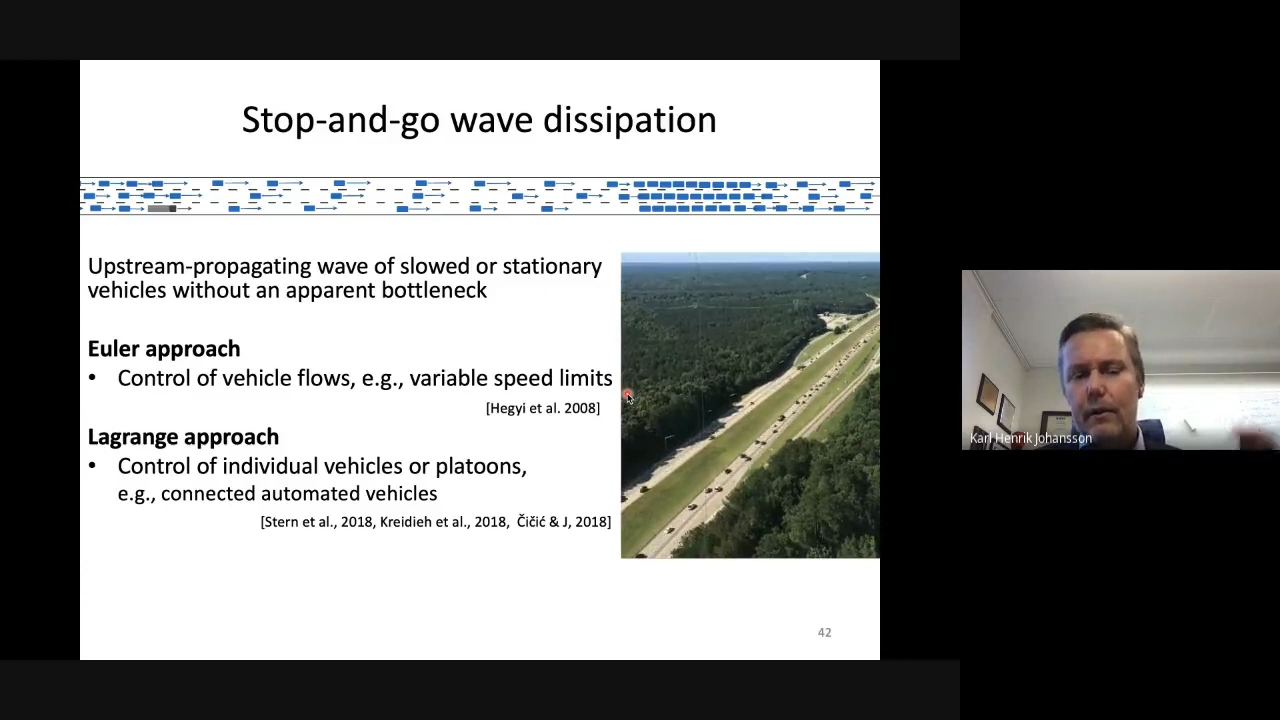 Stop-and-go wave dissipation
Upstream-propagating wave of slowed or stationary
vehicles without an apparent bottleneck
Euler approach
• Control of vehicle flows, e.g., variable speed limits
[Hegyi et al. 2008]
Lagrange approach
• Control of individual vehicles or platoons,
e.g., connected automated vehicles
[Stern et al., 2018, Kreidieh et al., 2018, Čičić & J, 2018]
42
Karl Henrik Johansson